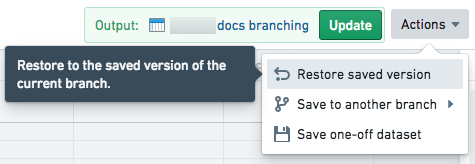 Output: docs branching Update Actions
Restore to the saved version of the
current branch.
Restore saved version
Save to another branch
Save one-off dataset